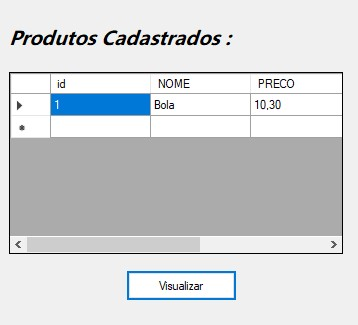 Produtos Cadastrados :
id NOME PRECO
1 Bola 10,30
Visualizar